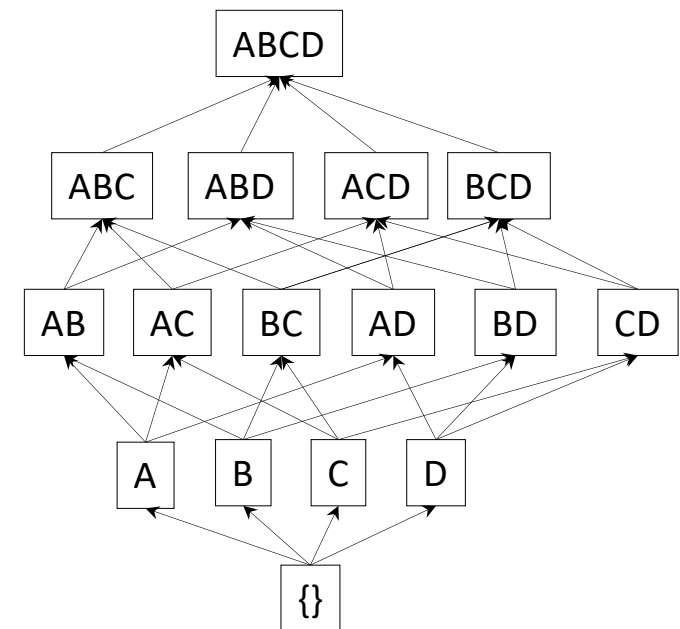 ABCD
ABC ABD ACD BCD
AB AC BC AD BD CD
A B C D
{}